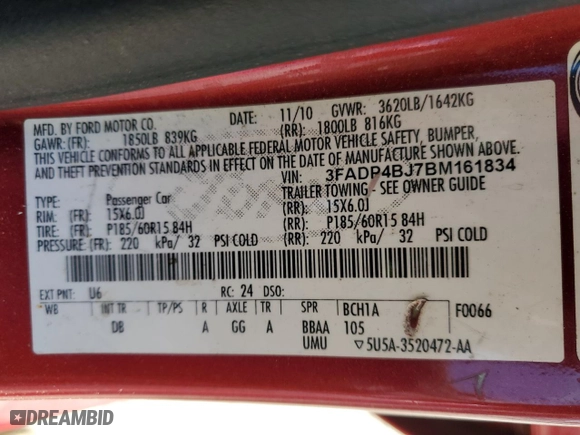 MFD. BY FORD MOTOR CO.
DATE: 11/10 GVWR: 3620LB/1642KG
GAWR: (FR): 1850LB 839KG (RR): 1800LB 816KG
THIS VEHICLE CONFORMS TO ALL APPLICABLE FEDERAL MOTOR VEHICLE SAFETY, BUMPER,
AND THEFT PREVENTION STANDARDS IN EFFECT ON THE DATE OF MANUFACTURE SHOWN ABOVE.
VIN: 3FADP4BJ7BM161834
TYPE: Passenger Car TRAILER TOWING - SEE OWNER GUIDE
RIM: (FR): 15X6.0J (RR): 15X6.0J
TIRE: (FR): P185/60R15 84H (RR): P185/60R15 84H
PRESSURE: (FR): 220 kPa/ 32 PSI COLD (RR): 220 kPa/ 32 PSI COLD
EXT PNT: U6 RC: 24 DSO:
WB INT TR TP/PS R AXLE TR SPR BCH1A F0066
DB A GG A BBAA 105
UMU ▽5U5A-3520472-AA
DREAMBID